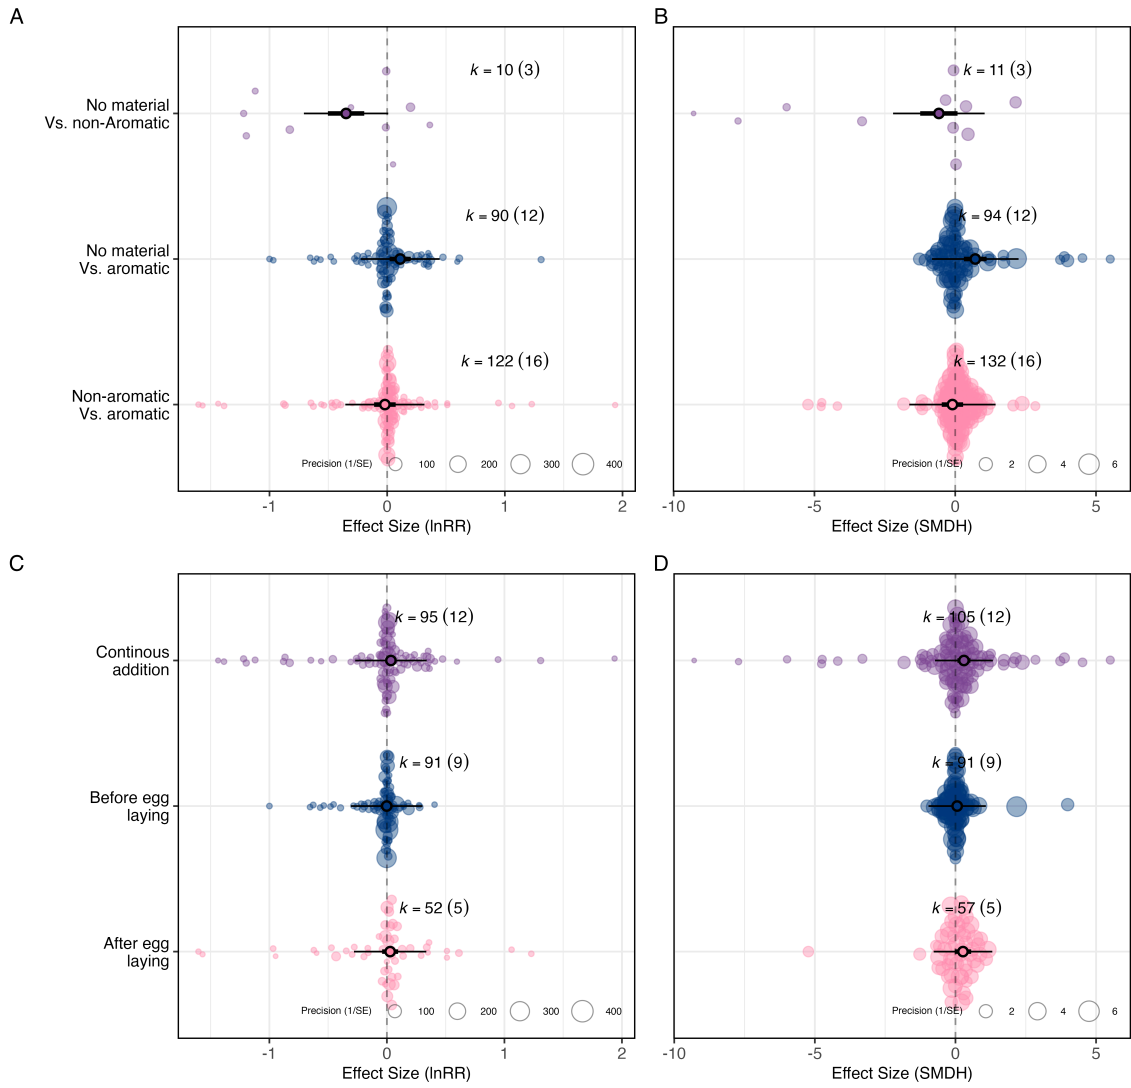 A
B
No material
Vs. non-Aromatic
No material
Vs. aromatic
Non-aromatic
Vs. aromatic
k = 10 (3)
k = 90 (12)
k = 122 (16)
Precision (1/SE) 100 200 300 400
-1 0 1 2
Effect Size (lnRR)
k = 11 (3)
k = 94 (12)
k = 132 (16)
Precision (1/SE) 2 4 6
-10 -5 0 5
Effect Size (SMDH)
C
D
Continous
addition
Before egg
laying
After egg
laying
k = 95 (12)
k = 91 (9)
k = 52 (5)
Precision (1/SE) 100 200 300 400
-1 0 1 2
Effect Size (lnRR)
k = 105 (12)
k = 91 (9)
k = 57 (5)
Precision (1/SE) 2 4 6
-10 -5 0 5
Effect Size (SMDH)